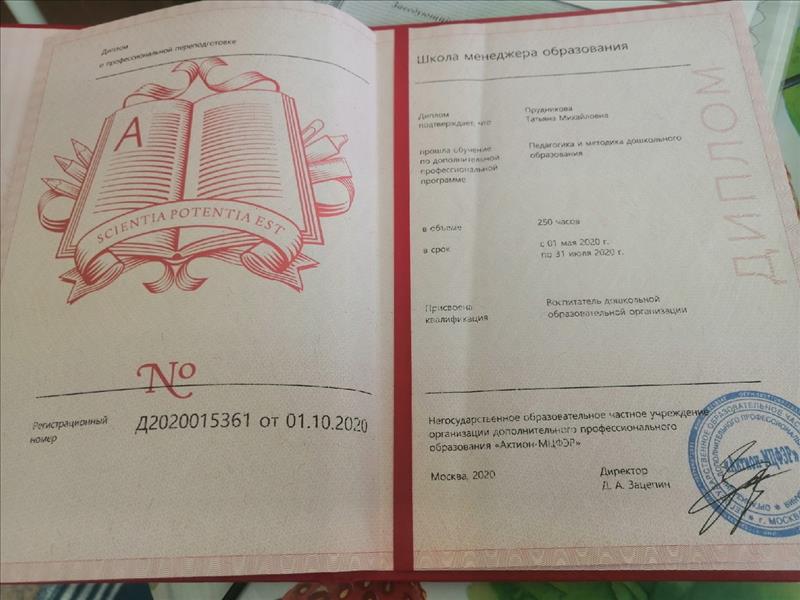 Диплом
о профессиональной переподготовке
А
SCIENTIA POTENTIA EST
№
Регистрационный
номер
Д2020015361 от 01.10.2020
Школа менеджера образования
Диплом
подтверждает, что
Прудникова
Татьяна Михайловна
прошла обучение
по дополнительной
профессиональной
программе
Педагогика и методика дошкольного
образования
в объеме
250 часов
в срок
с 01 мая 2020 г.
по 31 июля 2020 г.
Присвоена
квалификация
Воспитатель дошкольной
образовательной организации
Негосударственное образовательное частное учреждение
организации дополнительного профессионального
образования «Актион-МЦФЭР»
Москва, 2020
Директор
Д. А. Зацепин
ДИПЛОМ
«Актион-МЦФЭР»
г. МОСКВА